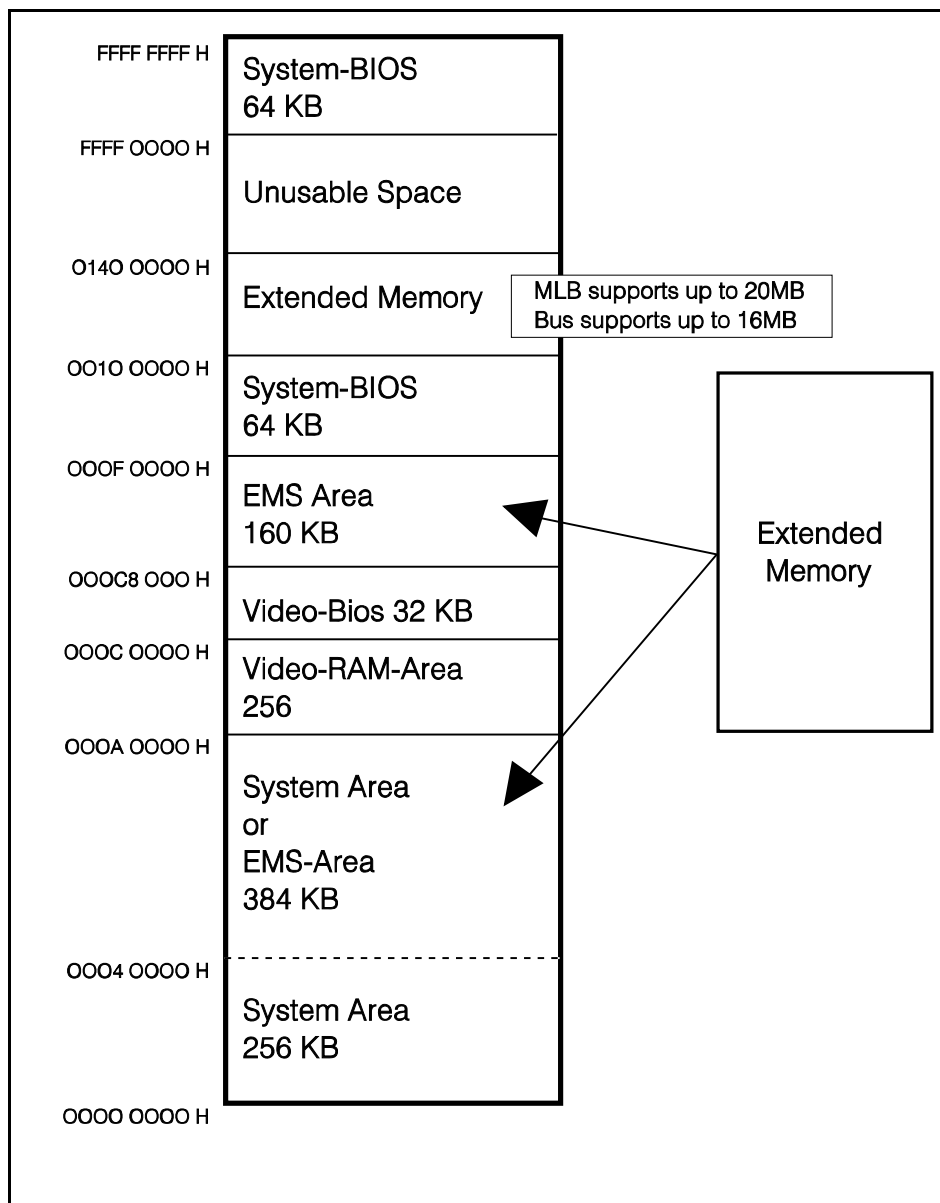 FFFF FFFF H
System-BIOS
64 KB
FFFF OOOO H
Unusable Space
O14O OOOO H
Extended Memory
MLB supports up to 20MB
Bus supports up to 16MB
OO1O OOOO H
System-BIOS
64 KB
OOOF OOOO H
EMS Area
160 KB
OOOC8 OOO H
Video-Bios 32 KB
OOOC OOOO H
Video-RAM-Area
256
OOOA OOOO H
System Area
or
EMS-Area
384 KB
OOO4 OOOO H
System Area
256 KB
OOOO OOOO H
Extended
Memory